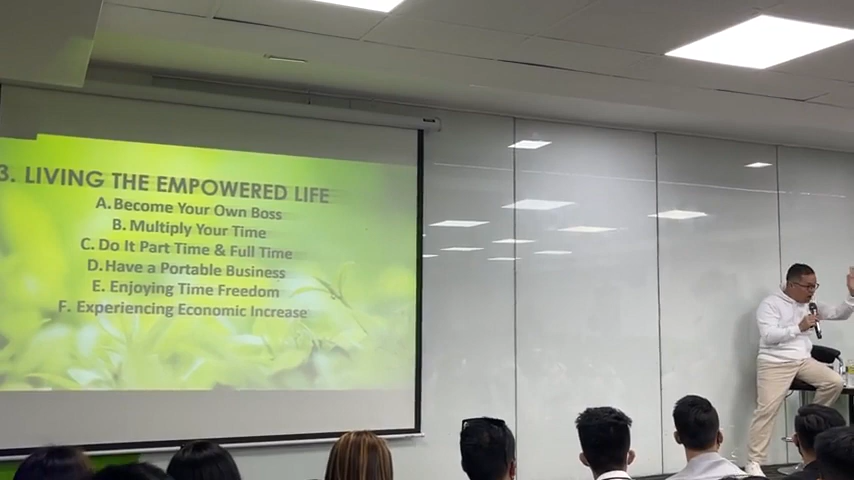 3. LIVING THE EMPOWERED LIFE
A. Become Your Own Boss
B. Multiply Your Time
C. Do It Part Time & Full Time
D. Have a Portable Business
E. Enjoying Time Freedom
F. Experiencing Economic Increase